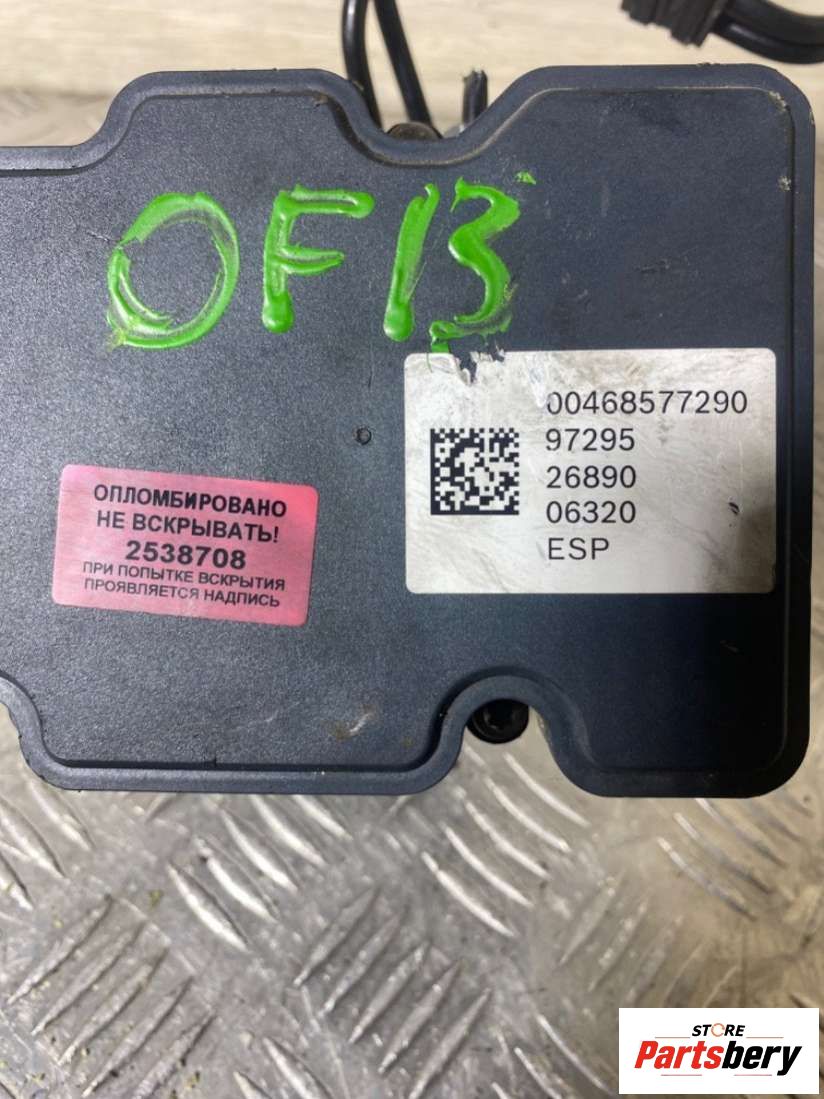 OF13
00468577290
97295
26890
06320
ESP
ОПЛОМБИРОВАНО
НЕ ВСКРЫВАТЬ!
2538708
ПРИ ПОПЫТКЕ ВСКРЫТИЯ
ПРОЯВЛЯЕТСЯ НАДПИСЬ
STORE
Partsbery